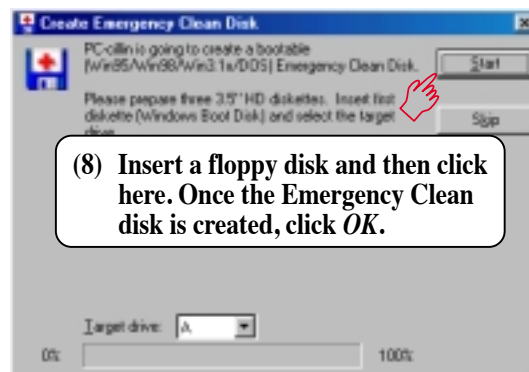 Create Emergency Clean Disk
PC-cillin is going to create a bootable
(Win95/Win98/Win3.1x/DOS) Emergency Clean Disk.
Start
Please prepare three 3.5" HD diskettes. Insert first
diskette (Windows Boot Disk) and select the target
drive.
Skip
(8) Insert a floppy disk and then click
here. Once the Emergency Clean
disk is created, click OK.
Target drive: A:
0% 100%